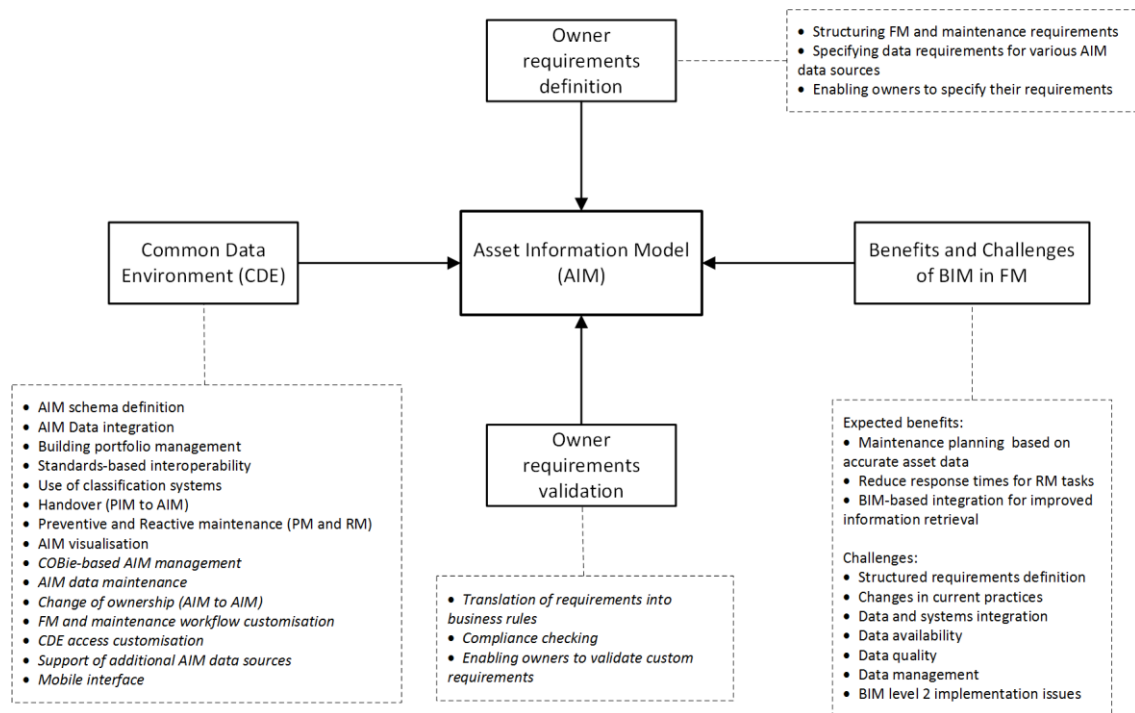 Owner
requirements
definition
• Structuring FM and maintenance requirements
• Specifying data requirements for various AIM
data sources
• Enabling owners to specify their requirements
Common Data
Environment (CDE)
Asset Information Model
(AIM)
Benefits and Challenges
of BIM in FM
• AIM schema definition
• AIM Data integration
• Building portfolio management
• Standards-based interoperability
• Use of classification systems
• Handover (PIM to AIM)
• Preventive and Reactive maintenance (PM and RM)
• AIM visualisation
• COBie-based AIM management
• AIM data maintenance
• Change of ownership (AIM to AIM)
• FM and maintenance workflow customisation
• CDE access customisation
• Support of additional AIM data sources
• Mobile interface
Owner
requirements
validation
• Translation of requirements into
business rules
• Compliance checking
• Enabling owners to validate custom
requirements
Expected benefits:
• Maintenance planning based on
accurate asset data
• Reduce response times for RM tasks
• BIM-based integration for improved
information retrieval
Challenges:
• Structured requirements definition
• Changes in current practices
• Data and systems integration
• Data availability
• Data quality
• Data management
• BIM level 2 implementation issues